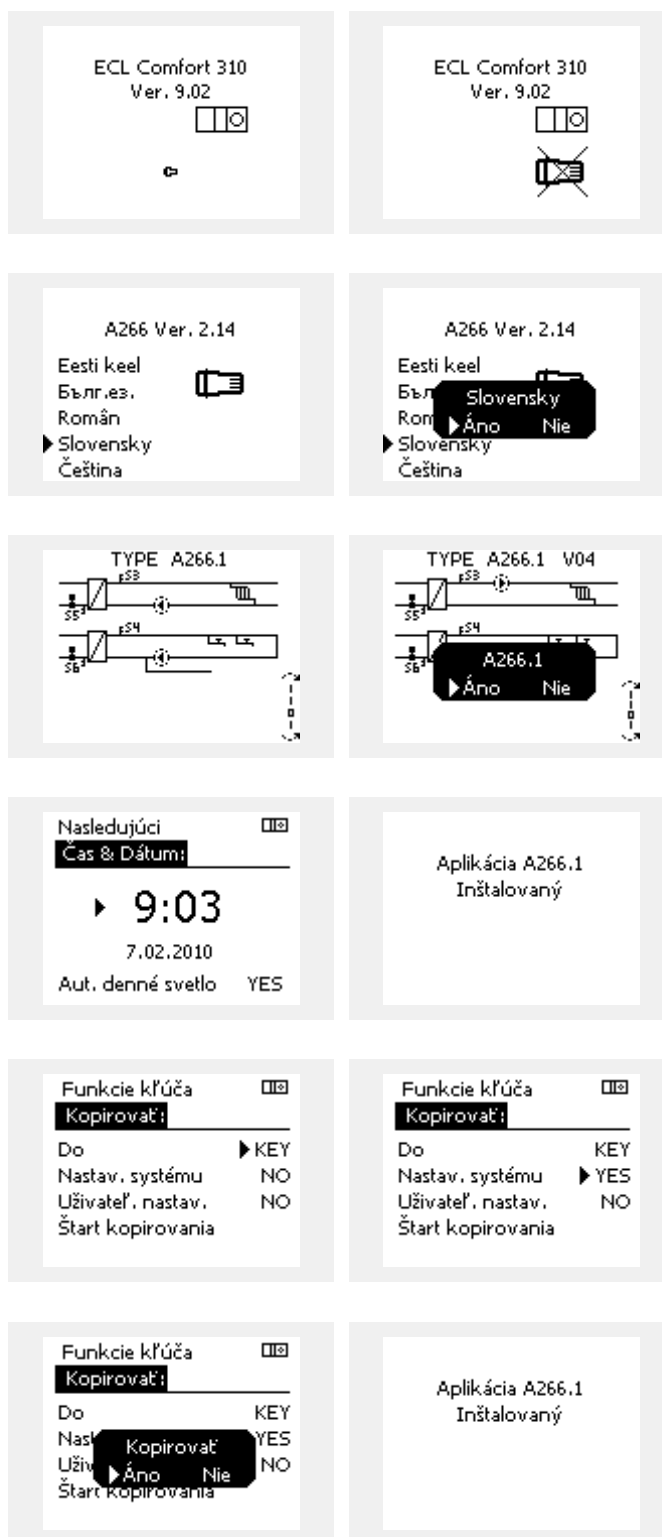 ECL Comfort 310
Ver. 9.02
ECL Comfort 310
Ver. 9.02
A266 Ver. 2.14
Eesti keel
Бълг.ез.
Român
Slovensky
Čeština
A266 Ver. 2.14
Eesti keel
Slovensky
Áno Nie
Slovensky
Čeština
TYPE A266.1
S3
S5
S4
S6
TYPE A266.1 V04
S3
S5
S4
S6
A266.1
Áno Nie
Nasledujúci
Čas & Dátum:
9:03
7.02.2010
Aut. denné svetlo YES
Aplikácia A266.1
Inštalovaný
Funkcie kľúča
Kopirovať:
Do KEY
Nastav. systému NO
Uživateľ. nastav. NO
Štart kopirovania
Funkcie kľúča
Kopirovať:
Do KEY
Nastav. systému YES
Uživateľ. nastav. NO
Štart kopirovania
Funkcie kľúča
Kopirovať:
Do KEY
YES
Kopirovať
NO
Áno Nie
Štart kopirovania
Aplikácia A266.1
Inštalovaný